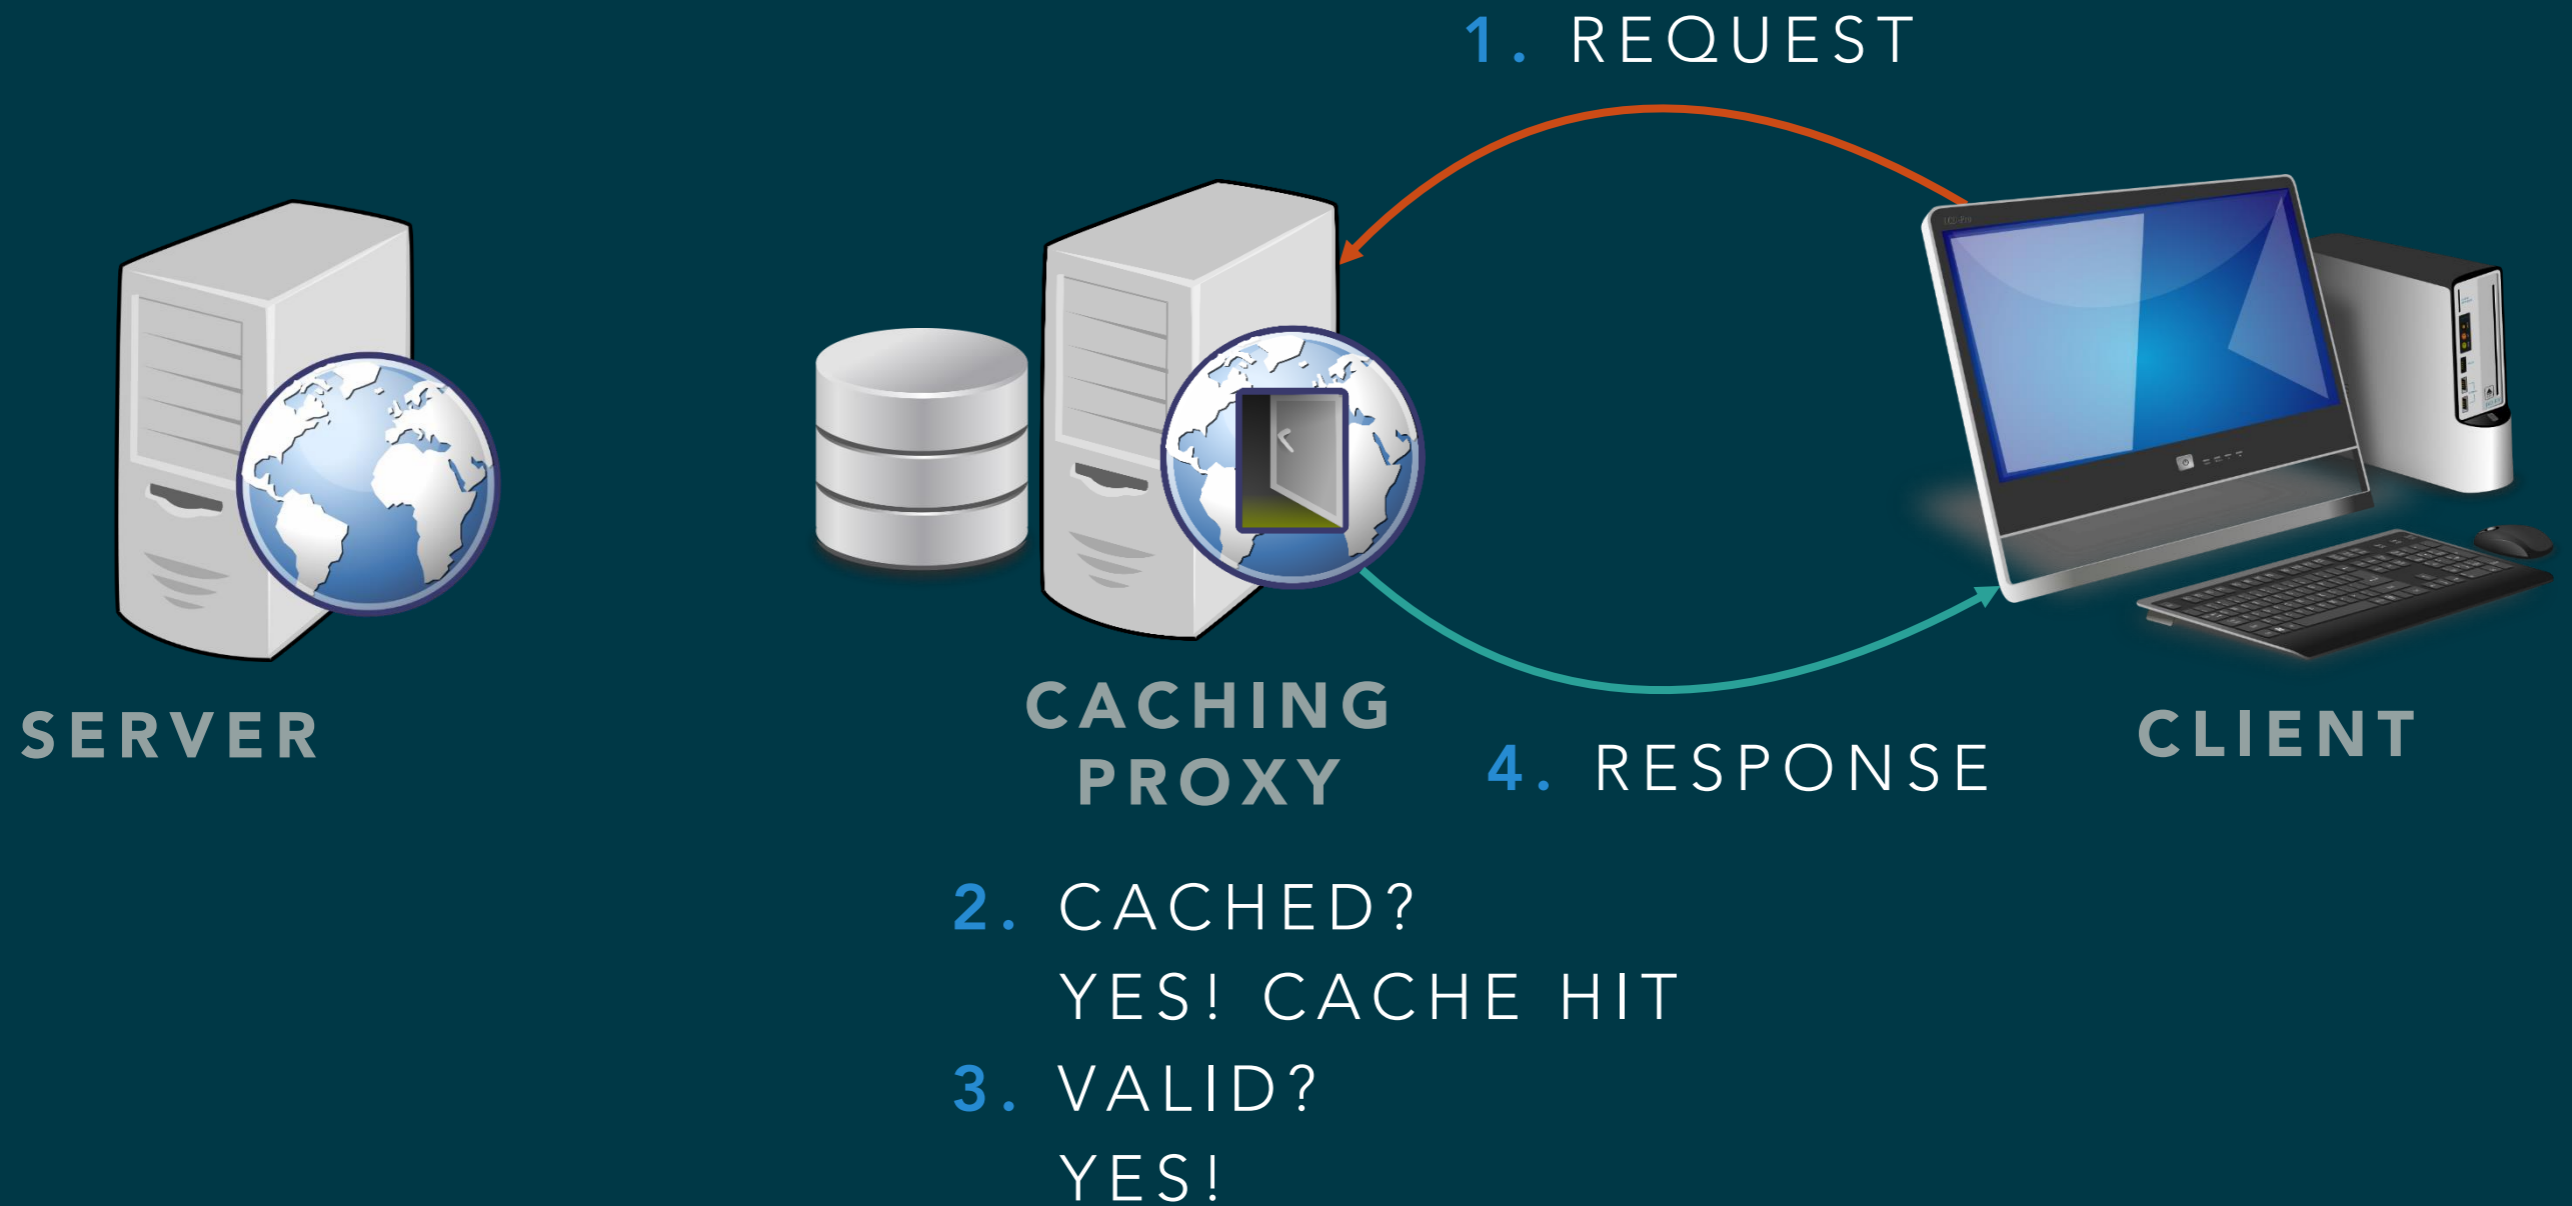 1. REQUEST
SERVER
CACHING
PROXY
CLIENT
4. RESPONSE
2. CACHED?
YES! CACHE HIT
3. VALID?
YES!